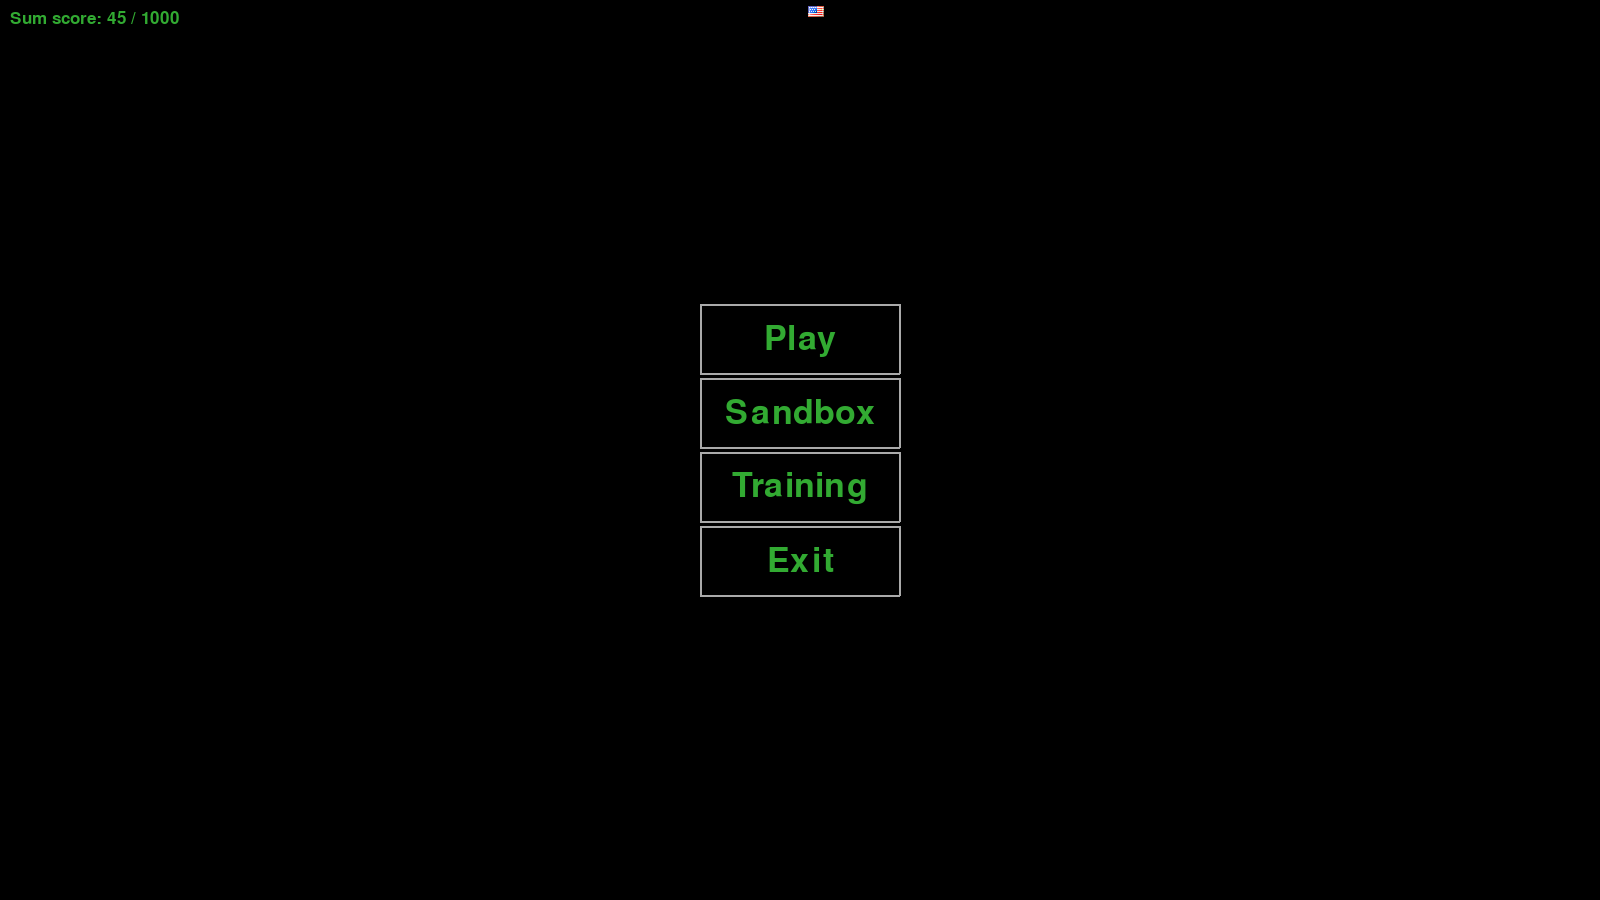 Sum score: 45 / 1000
Play
Sandbox
Training
Exit